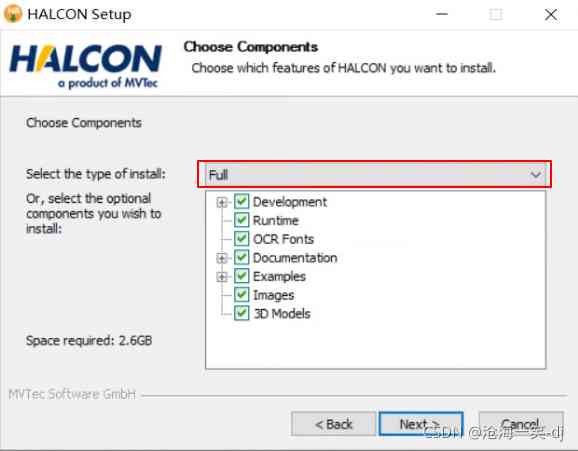 HALCON Setup
HALCON
a product of MVTec
Choose Components
Choose which features of HALCON you want to install.
Choose Components
Select the type of install:
Full
Or, select the optional
components you wish to
install:
Development
Runtime
OCR Fonts
Documentation
Examples
Images
3D Models
Space required: 2.6GB
MVTec Software GmbH
< Back
Next >
Cancel
CSDN @沧海一笑-dj